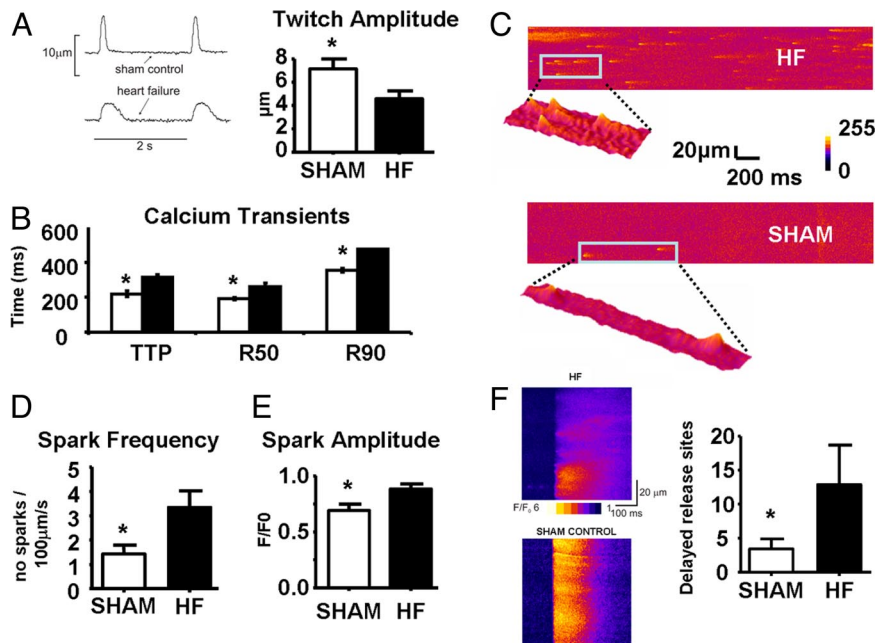 A
10µm
sham control
heart failure
2 s
Twitch Amplitude
µm
8
6
4
2
0
*
SHAM
HF
B
Calcium Transients
Time (ms)
600
400
200
0
*
*
*
TTP
R50
R90
C
HF
255
0
20µm
200 ms
SHAM
D
Spark Frequency
no sparks /
100µm/s
5
4
3
2
1
0
*
SHAM
HF
E
Spark Amplitude
F/F0
1.0
0.5
0.0
*
SHAM
HF
F
HF
20 µm
F/F₀ 6
1
100 ms
SHAM CONTROL
Delayed release sites
20
15
10
5
0
*
SHAM
HF